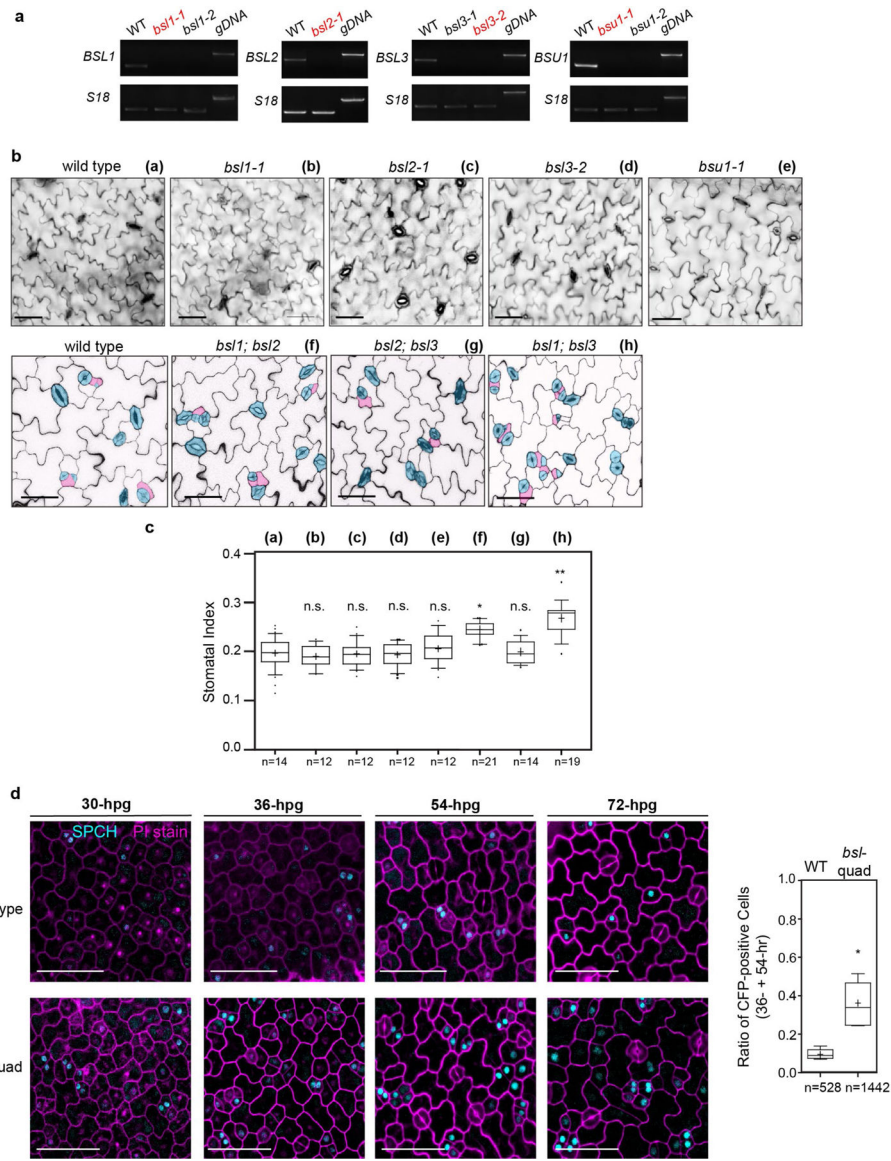 a
WT bsl1-1 bsl1-2 gDNA WT bsl2-1 gDNA WT bsl3-1 bsl3-2 gDNA WT bsu1-1 bsu1-2 gDNA
BSL1 BSL2 BSL3 BSU1
S18 S18 S18 S18
b
wild type (a) bsl1-1 (b) bsl2-1 (c) bsl3-2 (d) bsu1-1 (e)
wild type bsl1; bsl2 (f) bsl2; bsl3 (g) bsl1; bsl3 (h)
c
(a) (b) (c) (d) (e) (f) (g) (h)
0.4
0.3
0.2
0.1
0.0
Stomatal Index
n.s. n.s. n.s. n.s. * n.s. **
n=14 n=12 n=12 n=12 n=12 n=21 n=14 n=19
d
30-hpg 36-hpg 54-hpg 72-hpg
SPCH PI stain
ype
uad
WT bsl-
quad
Ratio of CFP-positive Cells
(36- + 54-hr)
1.0
0.8
0.6
0.4
0.2
0.0
*
n=528 n=1442